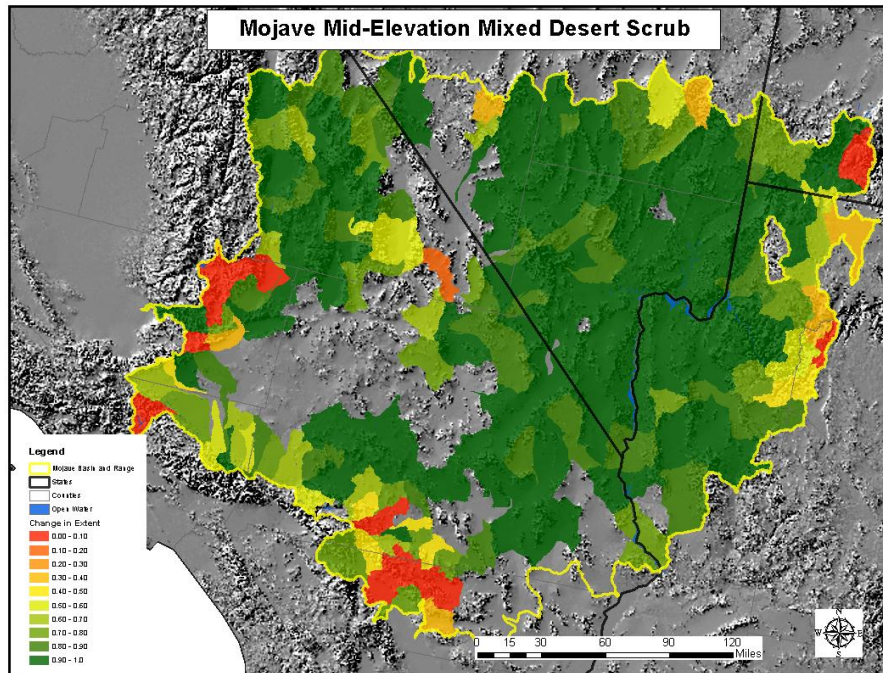 Mojave Mid-Elevation Mixed Desert Scrub
Legend
Mojave Basin and Range
States
Counties
Open Water
Change in Extent
0.00 - 0.10
0.10 - 0.20
0.20 - 0.30
0.30 - 0.40
0.40 - 0.50
0.50 - 0.60
0.60 - 0.70
0.70 - 0.80
0.80 - 0.90
0.90 - 1.0
0 15 30 60 90 120
Miles
N
W E
S